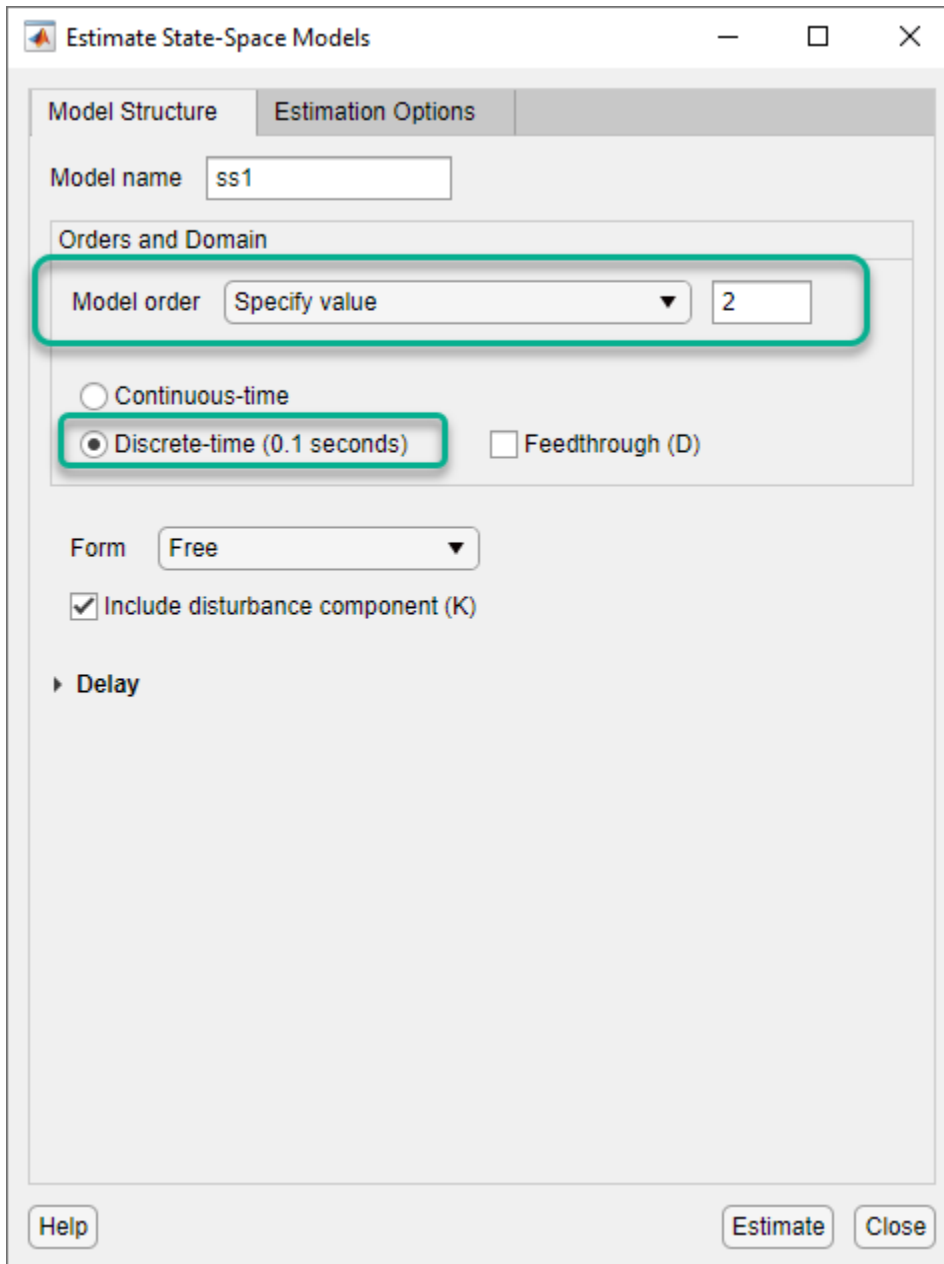 Estimate State-Space Models
Model Structure Estimation Options
Model name ss1
Orders and Domain
Model order Specify value 2
Continuous-time
Discrete-time (0.1 seconds) Feedthrough (D)
Form Free
Include disturbance component (K)
Delay
Help Estimate Close